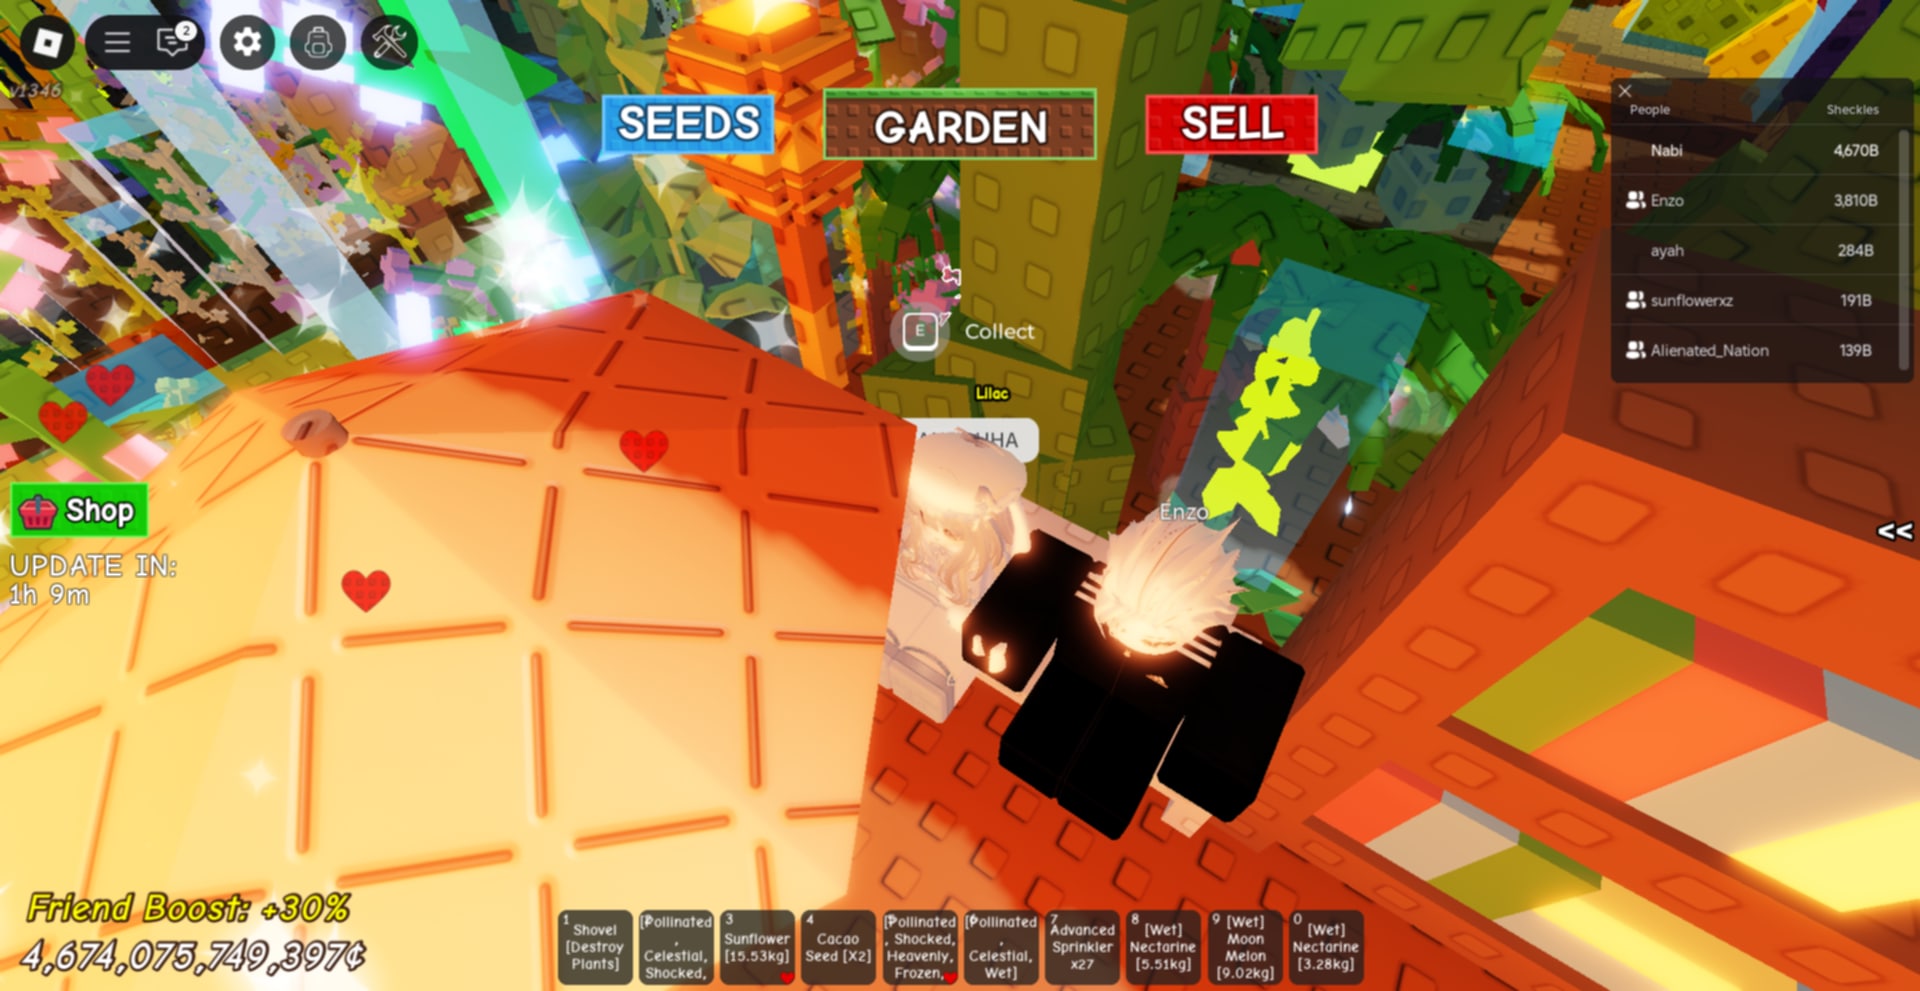 2
v1346
SEEDS
GARDEN
SELL
People Sheckles
Nabi 4,670B
Enzo 3,810B
ayah 284B
sunflowerxz 191B
Alienated_Nation 139B
E Collect
Lilac
HHA
Enzo
<<
Shop
UPDATE IN:
1h 9m
Friend Boost: +30%
4,674,075,749,397¢
1
Shovel
[Destroy
Plants]
[Pollinated
,
Celestial,
Shocked,
3
Sunflower
[15.53kg]
4
Cacao
Seed [X2]
[Pollinated
, Shocked,
Heavenly,
Frozen,
[Pollinated
,
Celestial,
Wet]
7
Advanced
Sprinkler
x27
8
[Wet]
Nectarine
[5.51kg]
9
[Wet]
Moon
Melon
[9.02kg]
0
[Wet]
Nectarine
[3.28kg]